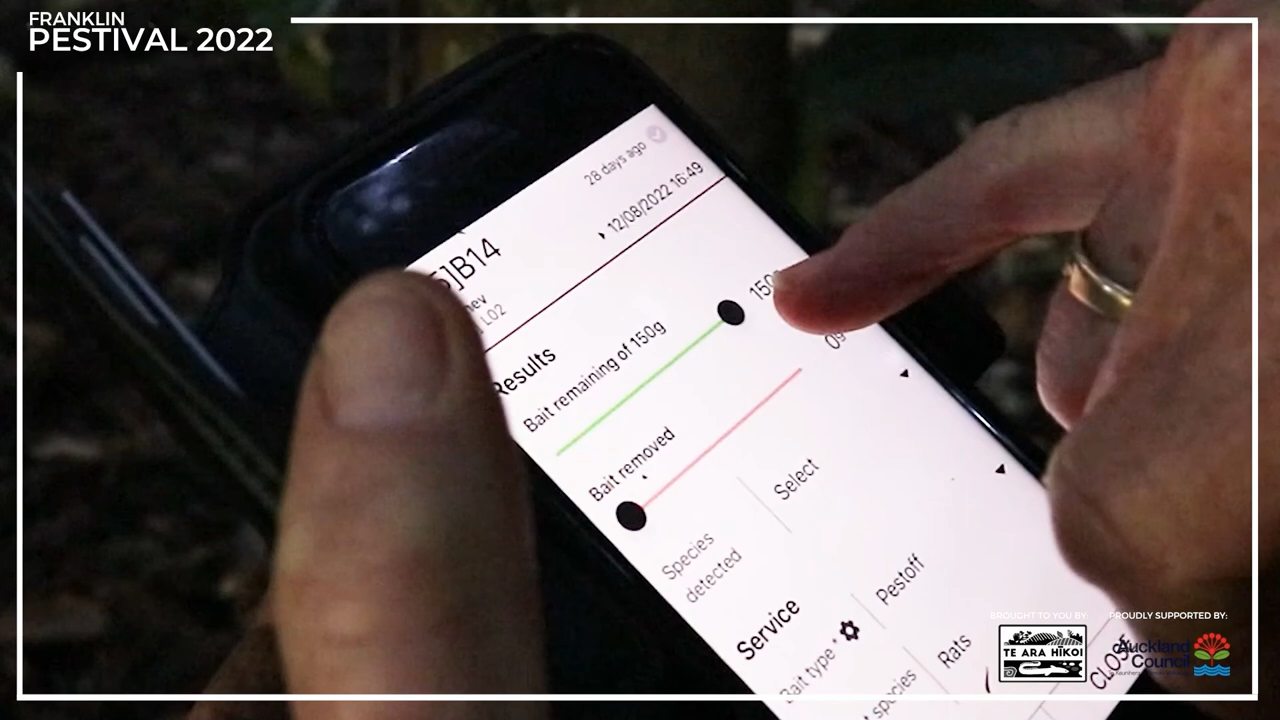 FRANKLIN
PESTIVAL 2022
28 days ago
12/08/2022 16:49
]B14
L02
Results
Bait remaining of 150g
Bait removed
Species
detected
Select
Service
Bait type *
Pestoff
species
Rats
CLOSE
BROUGHT TO YOU BY:
TE ARA HĪKOI
PROUDLY SUPPORTED BY:
Auckland
Council